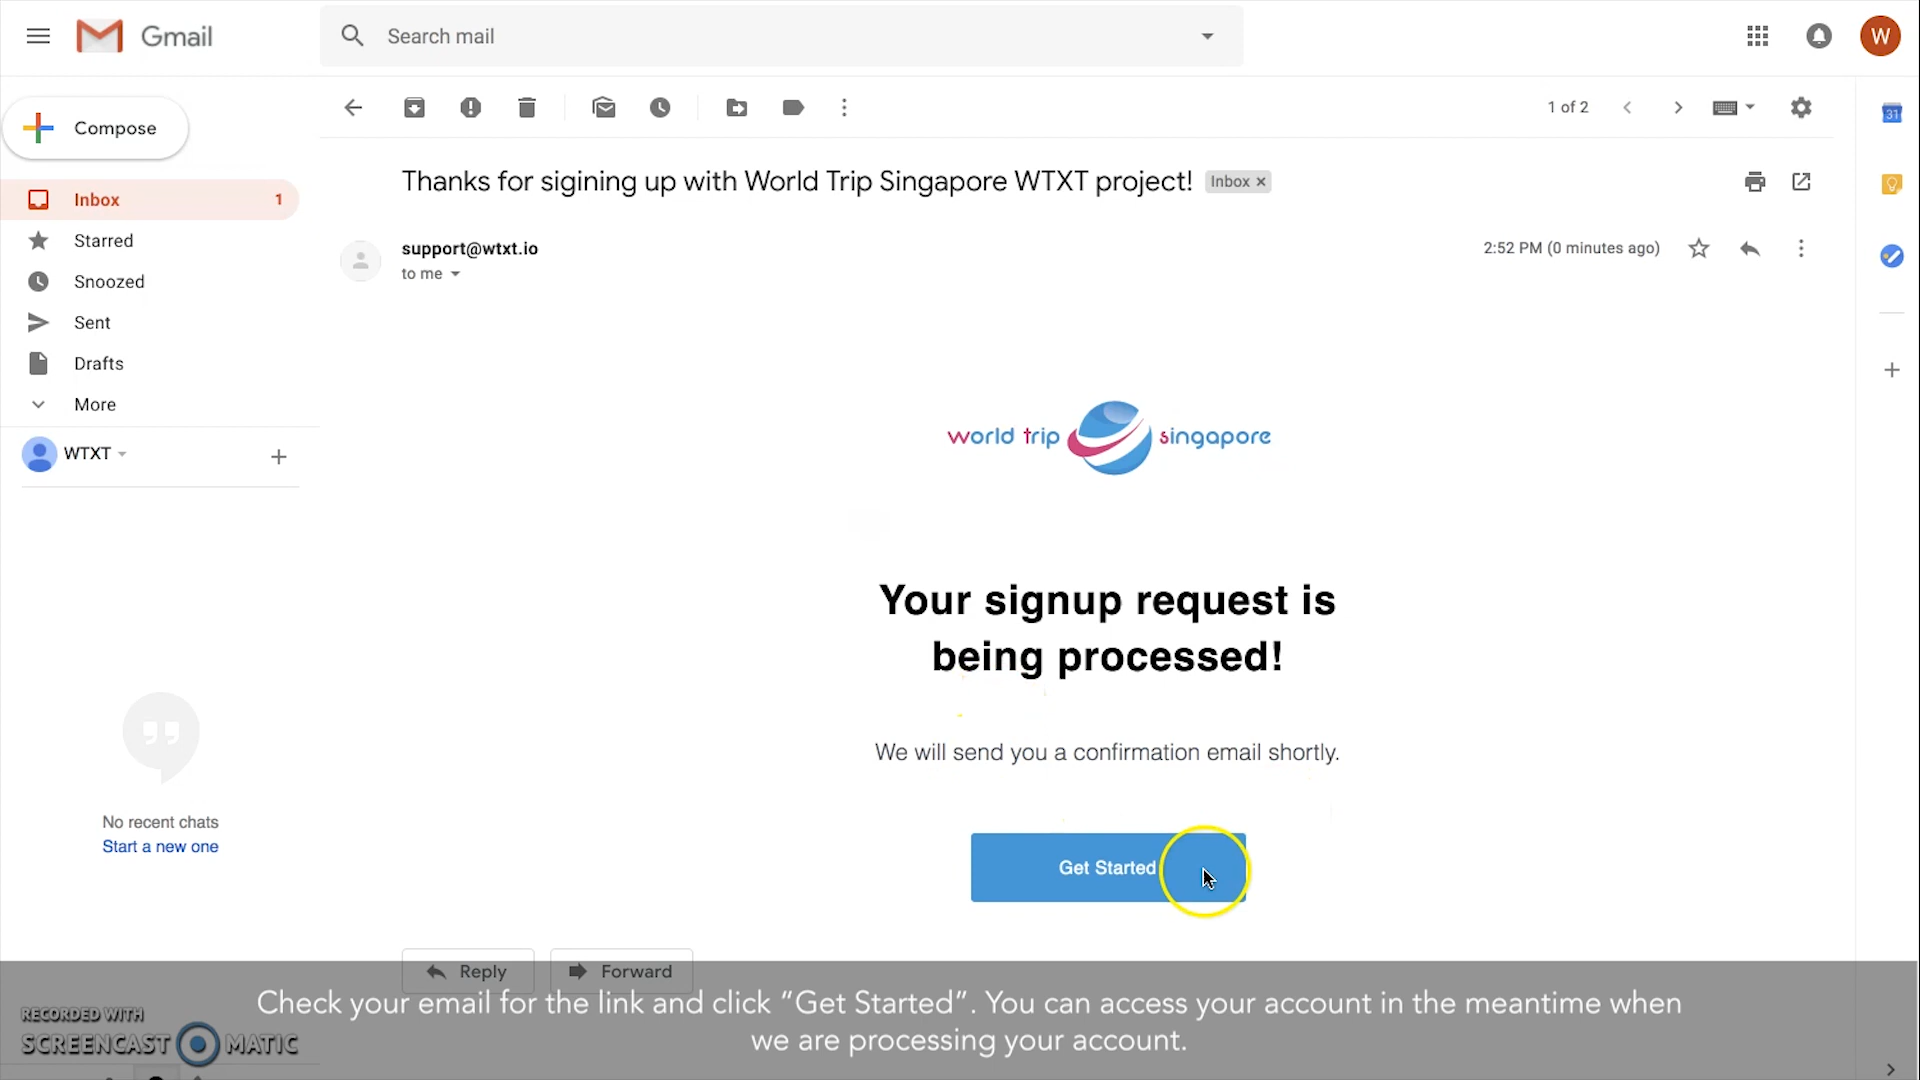 Gmail
Search mail
W
Compose
1 of 2
31
Inbox 1
Starred
Snoozed
Sent
Drafts
More
WTXT
Thanks for sigining up with World Trip Singapore WTXT project! Inbox x
support@wtxt.io
to me
2:52 PM (0 minutes ago)
world trip singapore
Your signup request is
being processed!
We will send you a confirmation email shortly.
Get Started
No recent chats
Start a new one
Reply Forward
Check your email for the link and click “Get Started”. You can access your account in the meantime when
we are processing your account.
RECORDED WITH
SCREENCAST MATIC